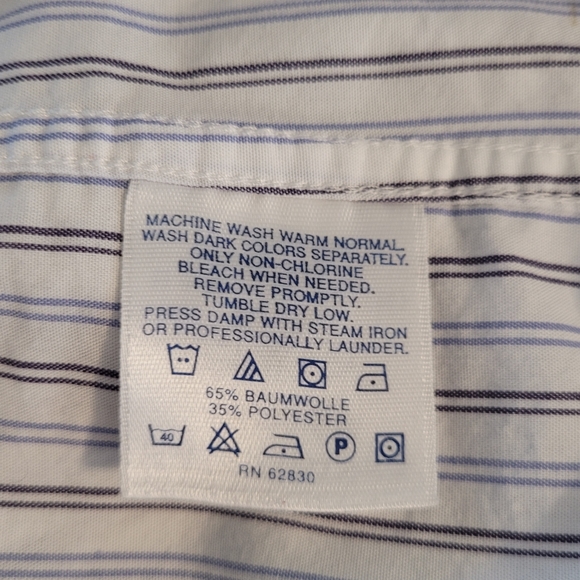 MACHINE WASH WARM NORMAL.
WASH DARK COLORS SEPARATELY.
ONLY NON-CHLORINE
BLEACH WHEN NEEDED.
REMOVE PROMPTLY.
TUMBLE DRY LOW.
PRESS DAMP WITH STEAM IRON
OR PROFESSIONALLY LAUNDER.
65% BAUMWOLLE
35% POLYESTER
40 P
RN 62830